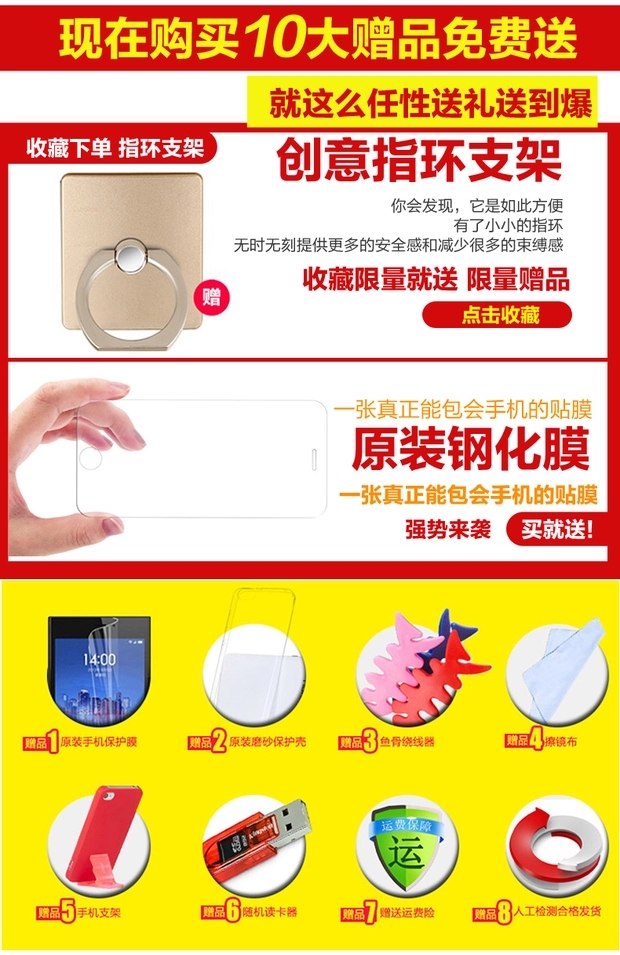 现在购买10大赠品免费送
就这么任性送礼送到爆
收藏下单 指环支架
创意指环支架
你会发现，它是如此方便
有了小小的指环
无时无刻提供更多的安全感和减少很多的束缚感
赠
收藏限量就送 限量赠品
点击收藏
一张真正能包会手机的贴膜
原装钢化膜
一张真正能包会手机的贴膜
强势来袭 买就送!
14:00
赠品1原装手机保护膜
赠品2原装磨砂保护壳
赠品3鱼骨绕线器
赠品4擦镜布
运费保障
运
赠品5手机支架
赠品6随机读卡器
赠品7赠送运费险
赠品8人工检测合格发货